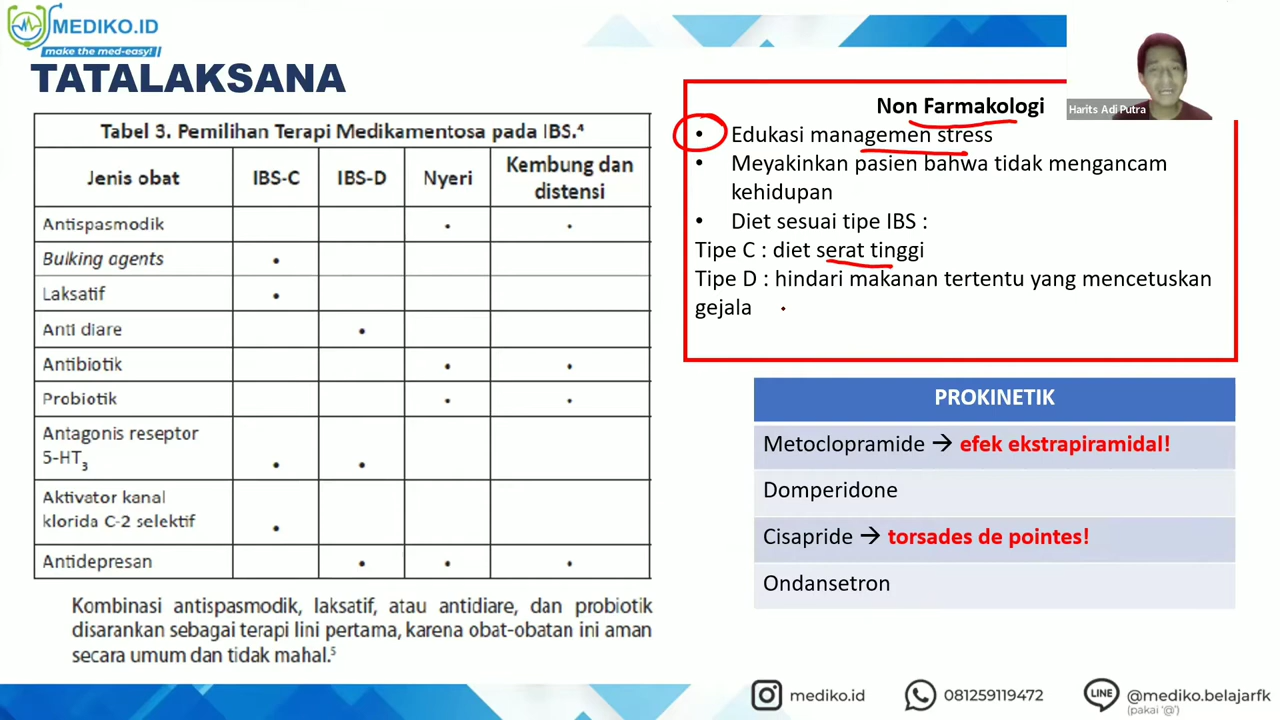 MEDIKO.ID
make the med-easy!
TATALAKSANA
Tabel 3. Pemilihan Terapi Medikamentosa pada IBS.⁴
Jenis obat IBS-C IBS-D Nyeri Kembung dan distensi
Antispasmodik • •
Bulking agents •
Laksatif •
Anti diare •
Antibiotik • •
Probiotik • •
Antagonis reseptor
5-HT₃ • •
Aktivator kanal
klorida C-2 selektif •
Antidepresan • • •
Kombinasi antispasmodik, laksatif, atau antidiare, dan probiotik
disarankan sebagai terapi lini pertama, karena obat-obatan ini aman
secara umum dan tidak mahal.⁵
Non Farmakologi
• Edukasi managemen stress
• Meyakinkan pasien bahwa tidak mengancam
kehidupan
• Diet sesuai tipe IBS :
Tipe C : diet serat tinggi
Tipe D : hindari makanan tertentu yang mencetuskan
gejala
Harits Adi Putra
PROKINETIK
Metoclopramide → efek ekstrapiramidal!
Domperidone
Cisapride → torsades de pointes!
Ondansetron
mediko.id
081259119472
LINE
@mediko.belajarfk
(pakai '@')